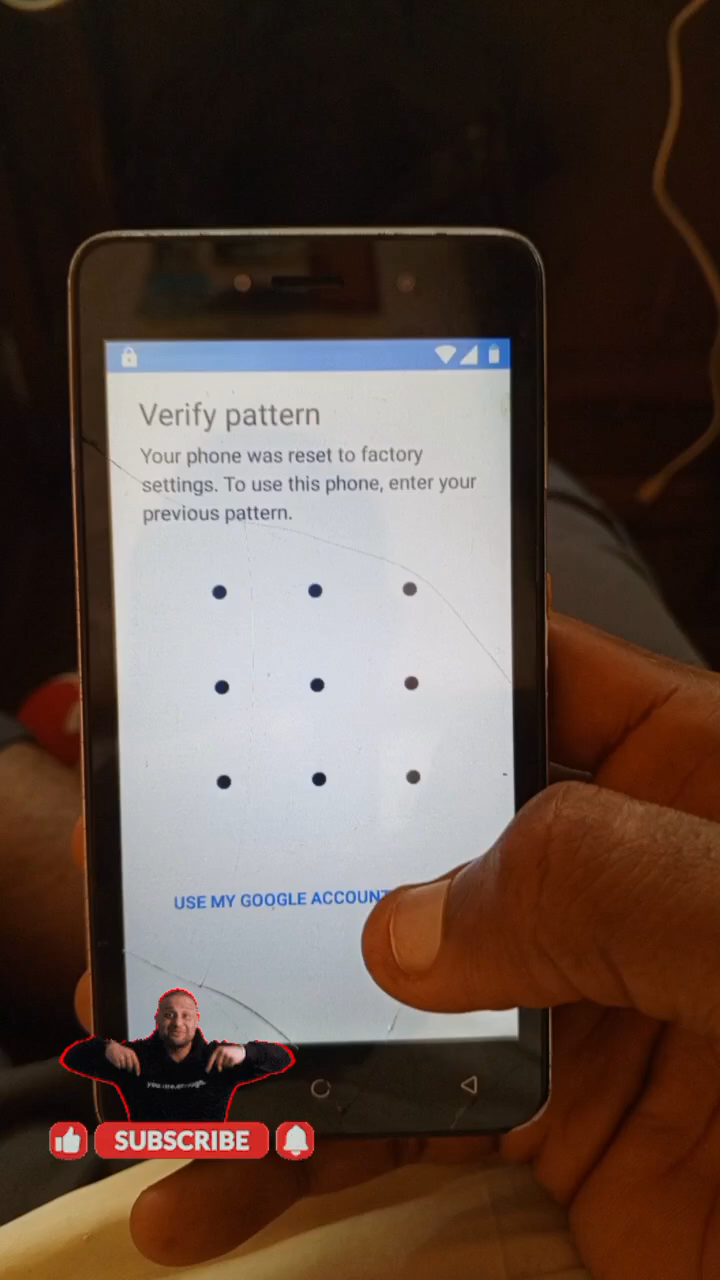 Verify pattern
Your phone was reset to factory
settings. To use this phone, enter your
previous pattern.
USE MY GOOGLE ACCOUNT
SUBSCRIBE